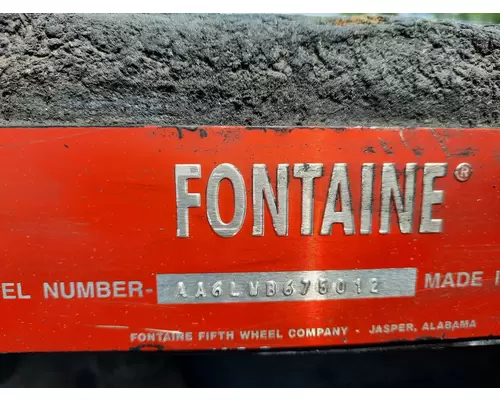 FONTAINE®
EL NUMBER- AA6LWB675012 MADE I
FONTAINE FIFTH WHEEL COMPANY - JASPER, ALABAMA